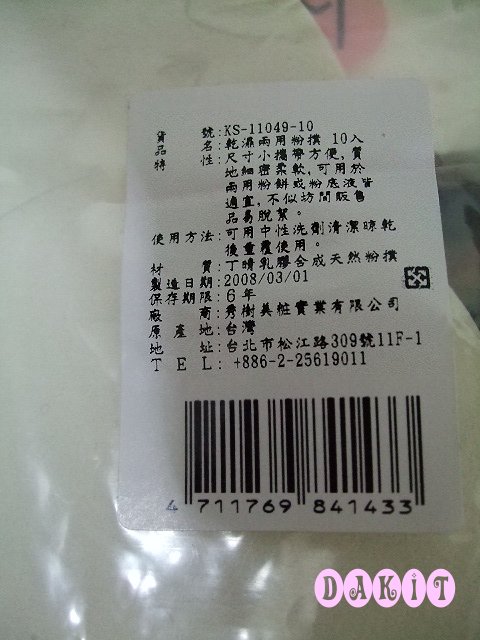 貨號:KS-11049-10
品名:乾濕兩用粉撲 10入
特性:尺寸小攜帶方便,質
地細密柔軟,可用於
兩用粉餅或粉底液皆
適宜,不似坊間販售
品易脫絮。
使用方法:可用中性洗劑清潔晾乾
後重覆使用。
材質:丁晴乳膠合成天然粉撲
製造日期:2008/03/01
保存期限:6年
廠商:秀樹美粧實業有限公司
原產地:台灣
地址:台北市松江路309號11F-1
TEL:+886-2-25619011
4 711769 841433
DAKIT